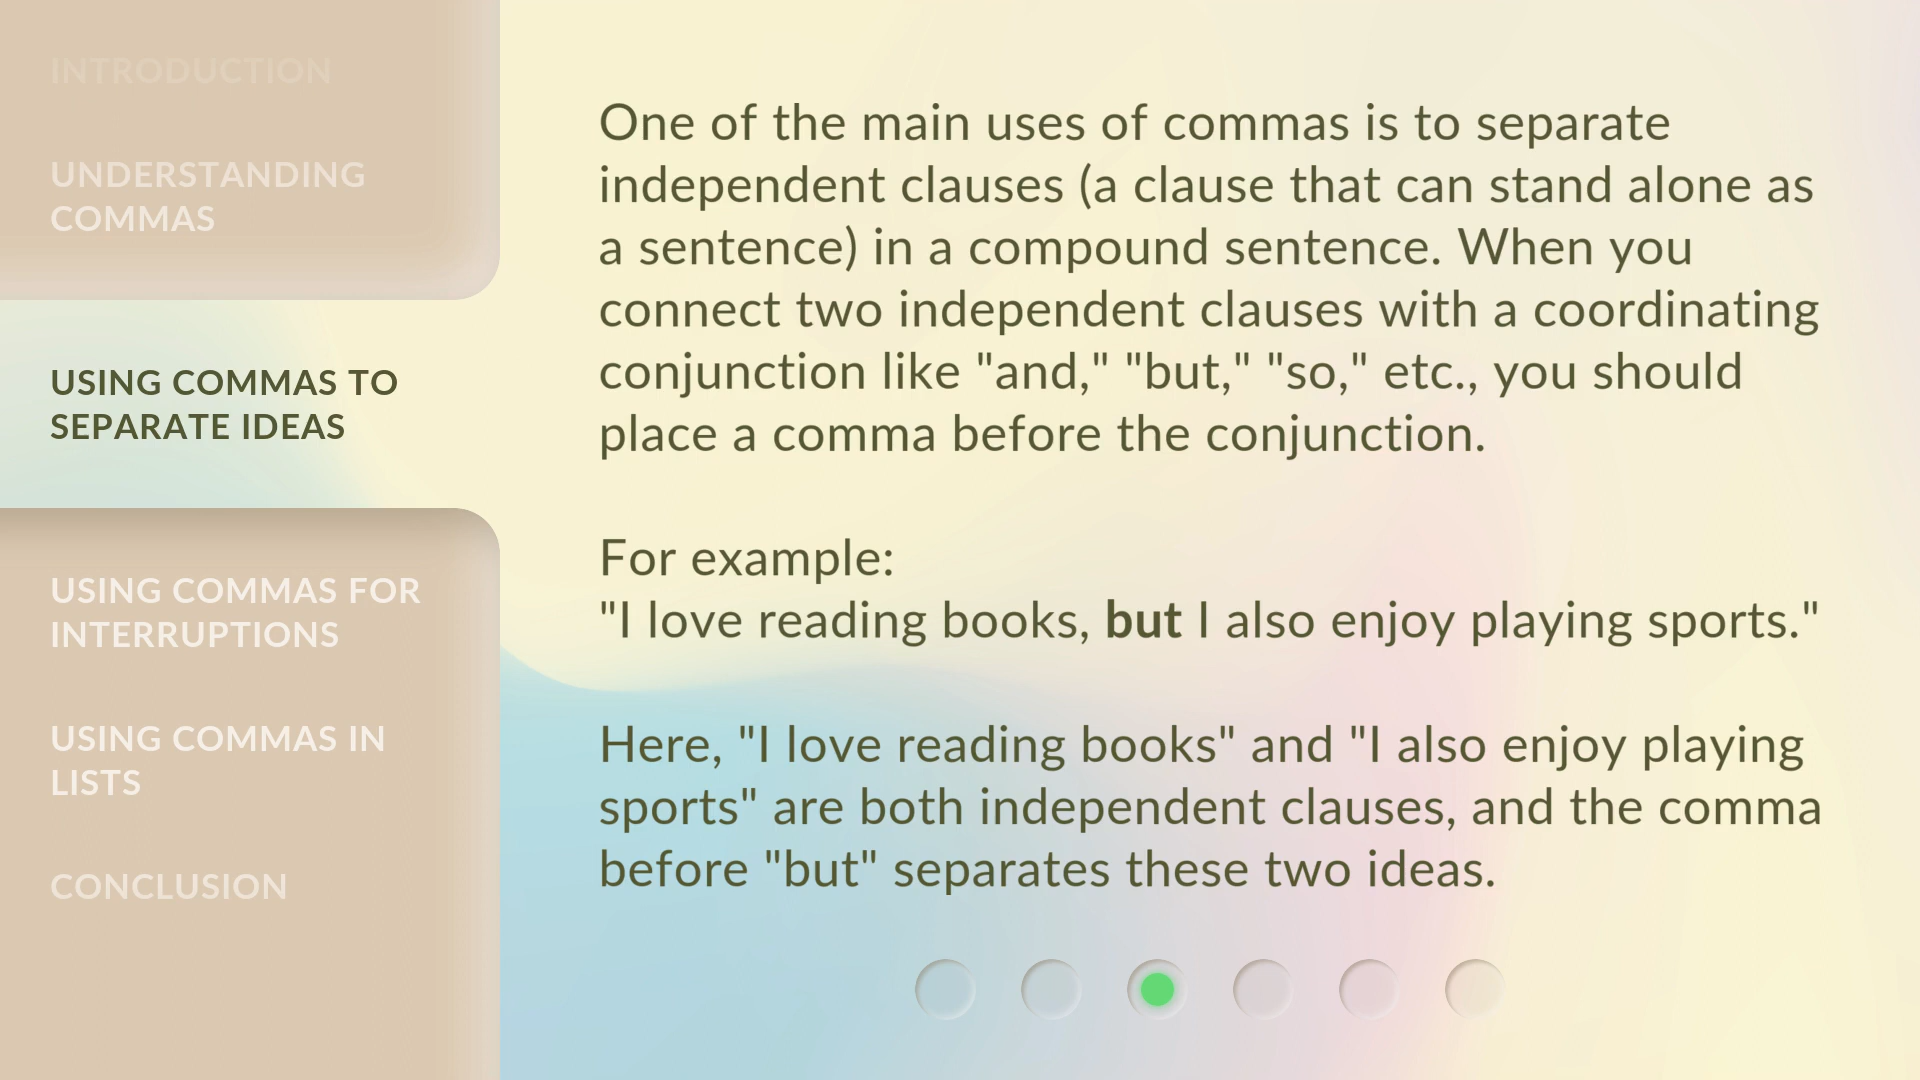 INTRODUCTION
UNDERSTANDING
COMMAS
USING COMMAS TO
SEPARATE IDEAS
USING COMMAS FOR
INTERRUPTIONS
USING COMMAS IN
LISTS
CONCLUSION
One of the main uses of commas is to separate
independent clauses (a clause that can stand alone as
a sentence) in a compound sentence. When you
connect two independent clauses with a coordinating
conjunction like "and," "but," "so," etc., you should
place a comma before the conjunction.
For example:
"I love reading books, but I also enjoy playing sports."
Here, "I love reading books" and "I also enjoy playing
sports" are both independent clauses, and the comma
before "but" separates these two ideas.